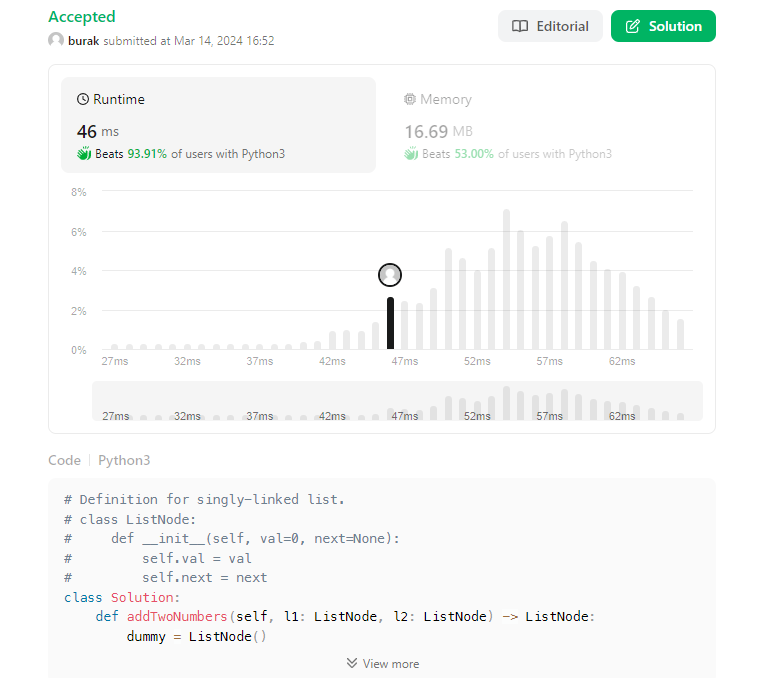 Accepted
burak submitted at Mar 14, 2024 16:52
Editorial
Solution
Runtime
46 ms
Beats 93.91% of users with Python3
Memory
16.69 MB
Beats 53.00% of users with Python3
8%
6%
4%
2%
0%
27ms 32ms 37ms 42ms 47ms 52ms 57ms 62ms
27ms 32ms 37ms 42ms 47ms 52ms 57ms 62ms
Code | Python3
# Definition for singly-linked list.
# class ListNode:
#     def __init__(self, val=0, next=None):
#         self.val = val
#         self.next = next
class Solution:
    def addTwoNumbers(self, l1: ListNode, l2: ListNode) -> ListNode:
        dummy = ListNode()
View more